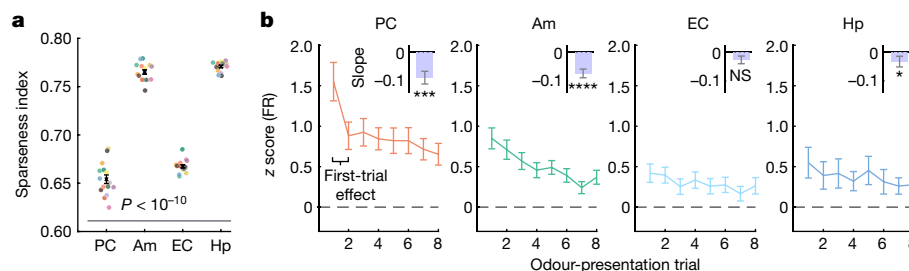 a
Sparseness index
0.80
0.75
0.70
0.65
0.60
P < 10⁻¹⁰
PC Am EC Hp
b
z score (FR)
PC
2.0
1.5
1.0
0.5
0
Slope
0
−0.1
***
First-trial
effect
2 4 6 8
Am
2.0
1.5
1.0
0.5
0
0
−0.1
****
2 4 6 8
EC
2.0
1.5
1.0
0.5
0
0
−0.1
NS
2 4 6 8
Hp
2.0
1.5
1.0
0.5
0
0
−0.1
*
2 4 6 8
Odour-presentation trial